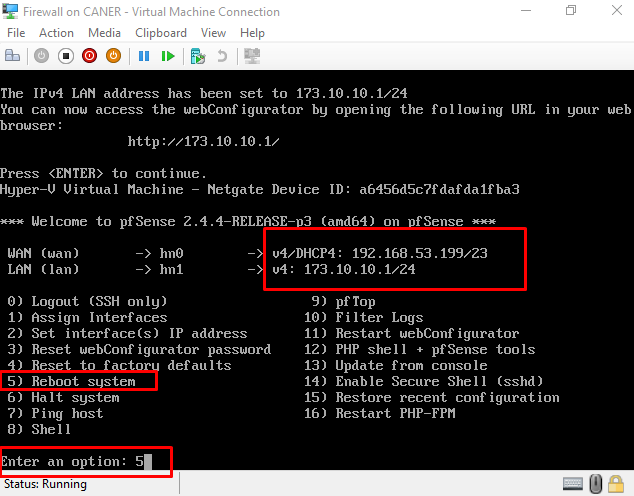 Firewall on CANER - Virtual Machine Connection
File Action Media Clipboard View Help
The IPv4 LAN address has been set to 173.10.10.1/24
You can now access the webConfigurator by opening the following URL in your web
browser:
http://173.10.10.1/
Press <ENTER> to continue.
Hyper-V Virtual Machine - Netgate Device ID: a6456d5c7fdafda1fba3
*** Welcome to pfSense 2.4.4-RELEASE-p3 (amd64) on pfSense ***
WAN (wan) -> hn0 -> v4/DHCP4: 192.168.53.199/23
LAN (lan) -> hn1 -> v4: 173.10.10.1/24
0) Logout (SSH only) 9) pfTop
1) Assign Interfaces 10) Filter Logs
2) Set interface(s) IP address 11) Restart webConfigurator
3) Reset webConfigurator password 12) PHP shell + pfSense tools
4) Reset to factory defaults 13) Update from console
5) Reboot system 14) Enable Secure Shell (sshd)
6) Halt system 15) Restore recent configuration
7) Ping host 16) Restart PHP-FPM
8) Shell
Enter an option: 5
Status: Running